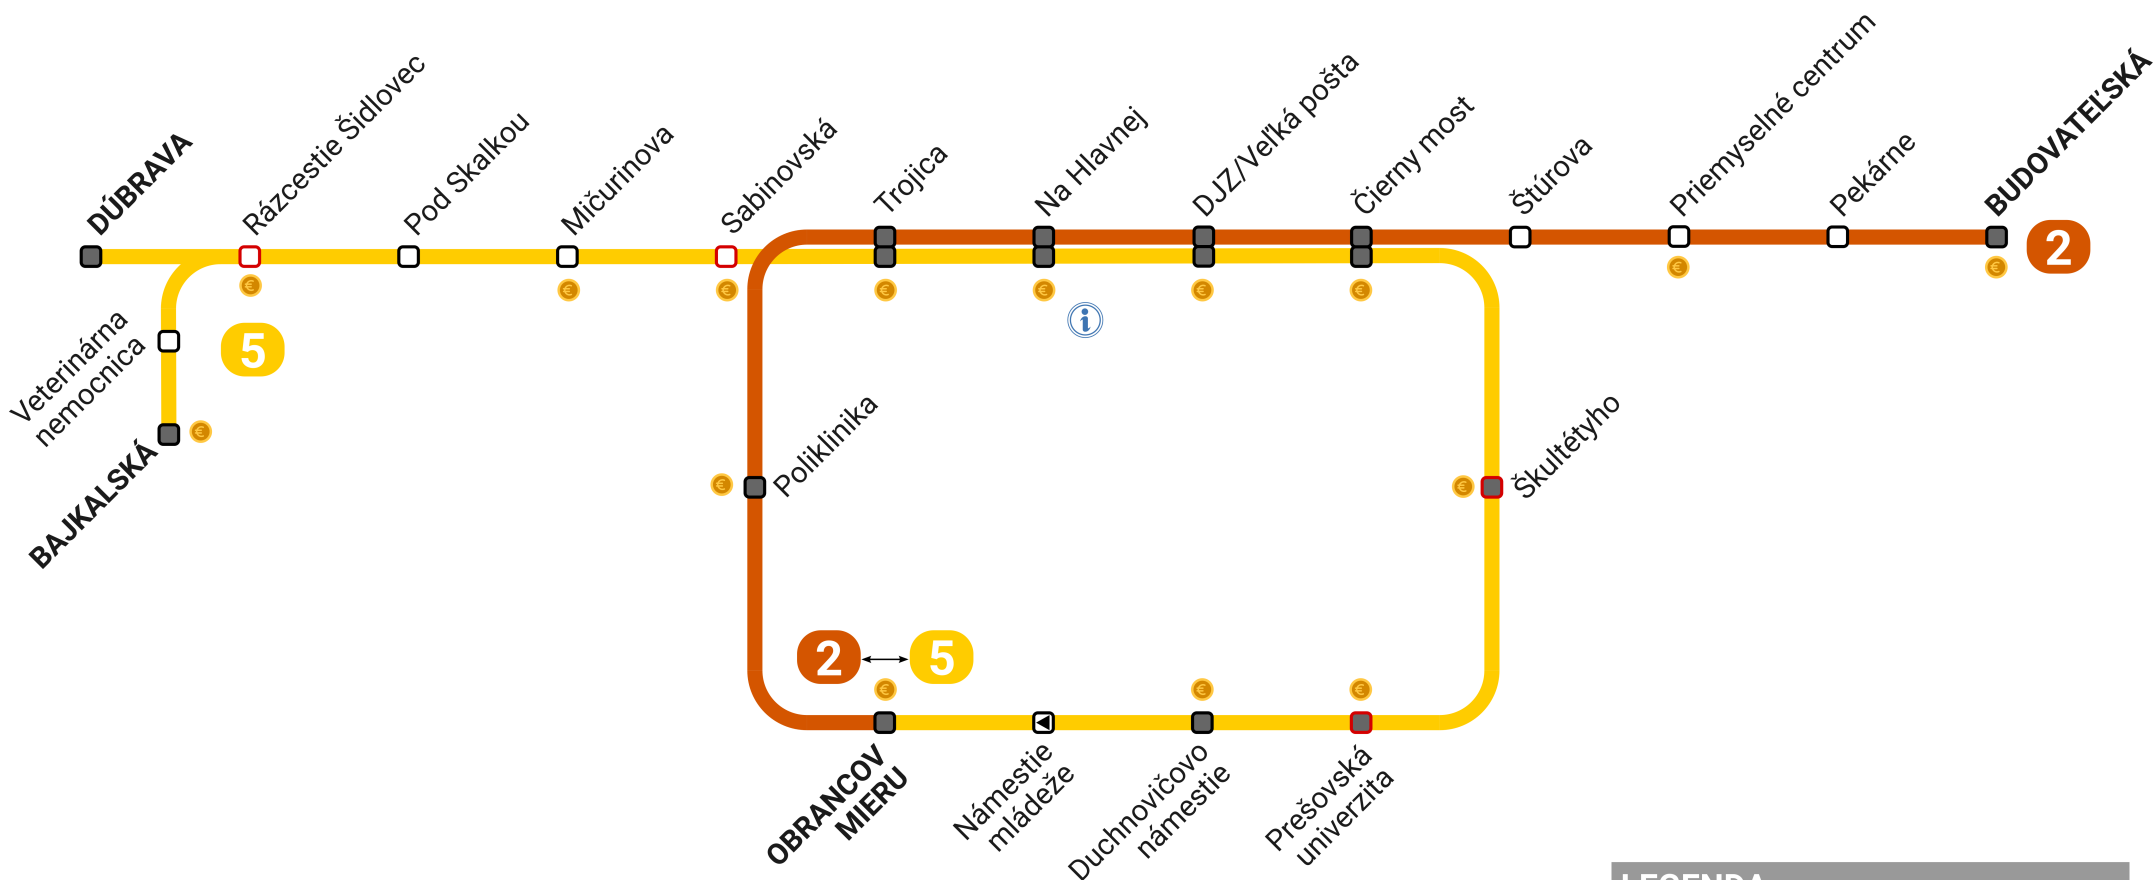 DÚBRAVA
Rázcestie Šidlovec
Pod Skalkou
Mičurinova
Sabinovská
Trojica
Na Hlavnej
DJZ/Veľká pošta
Čierny most
Štúrova
Priemyselné centrum
Pekárne
BUDOVATEĽSKÁ
2
€
€
€
€
€
€
€
€
€
i
5
Veterinárna
nemocnica
BAJKALSKÁ
€
€
Poliklinika
€
Škultétyho
2
5
€
€
€
OBRANCOV
MIERU
Námestie
mládeže
Duchnovičovo
námestie
Prešovská
univerzita
LEGENDA